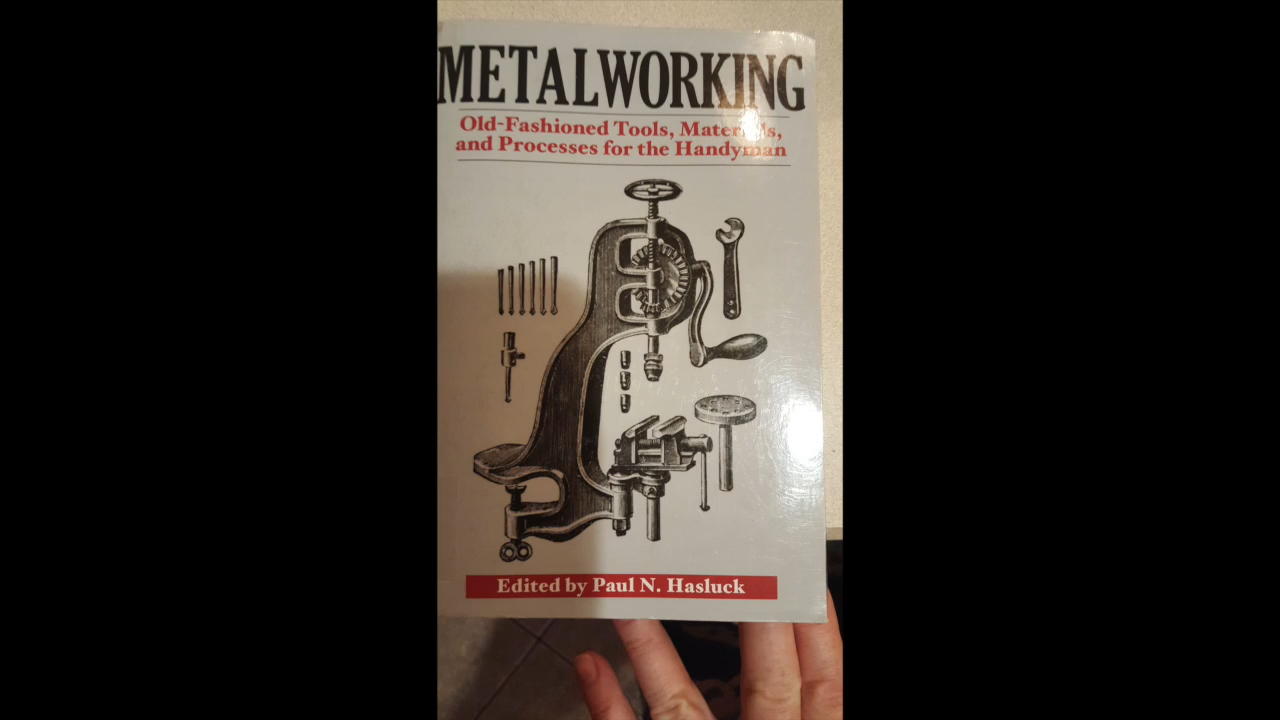 METALWORKING
Old-Fashioned Tools, Materials,
and Processes for the Handyman
Edited by Paul N. Hasluck